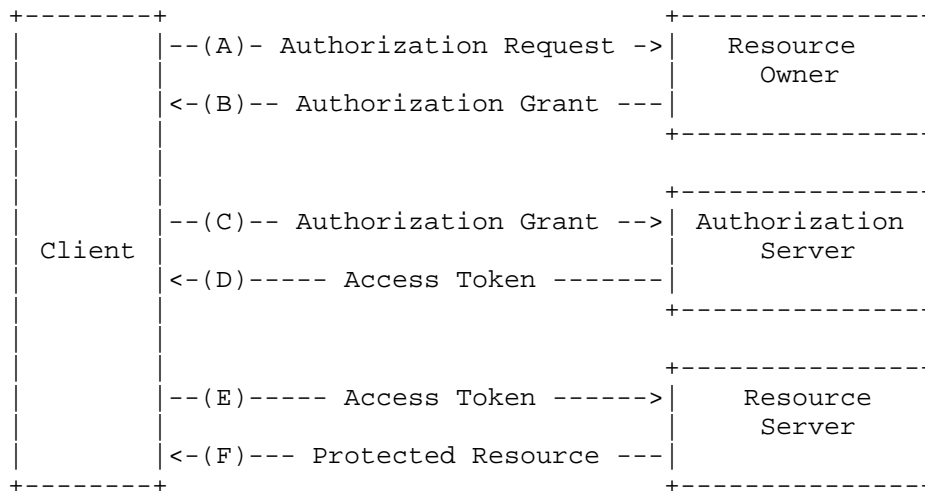 --(A)- Authorization Request -> Resource
Owner
<-(B)-- Authorization Grant ---
--(C)-- Authorization Grant --> Authorization
Client Server
<-(D)----- Access Token -------
--(E)----- Access Token ------> Resource
Server
<-(F)--- Protected Resource ---